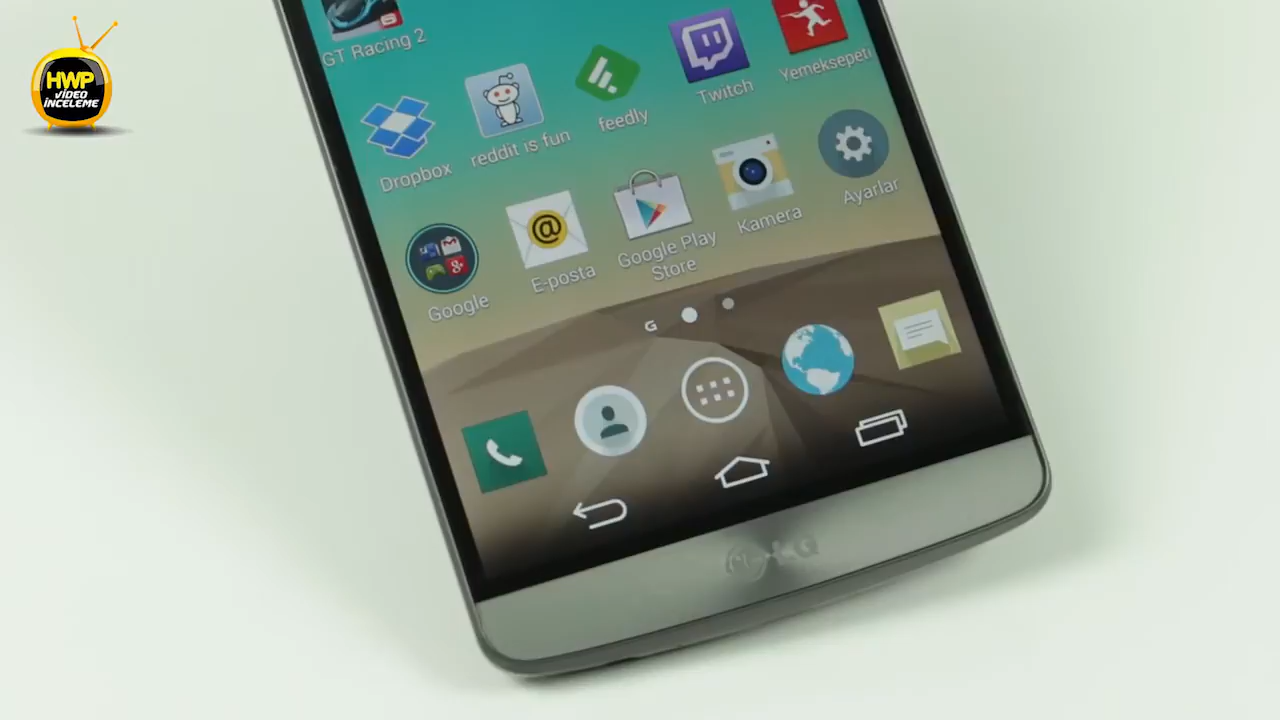 HWP
VİDEO
İNCELEME
GT Racing 2
Dropbox
reddit is fun
feedly
Twitch
Yemeksepeti
Google
E-posta
Google Play
Store
Kamera
Ayarlar
G